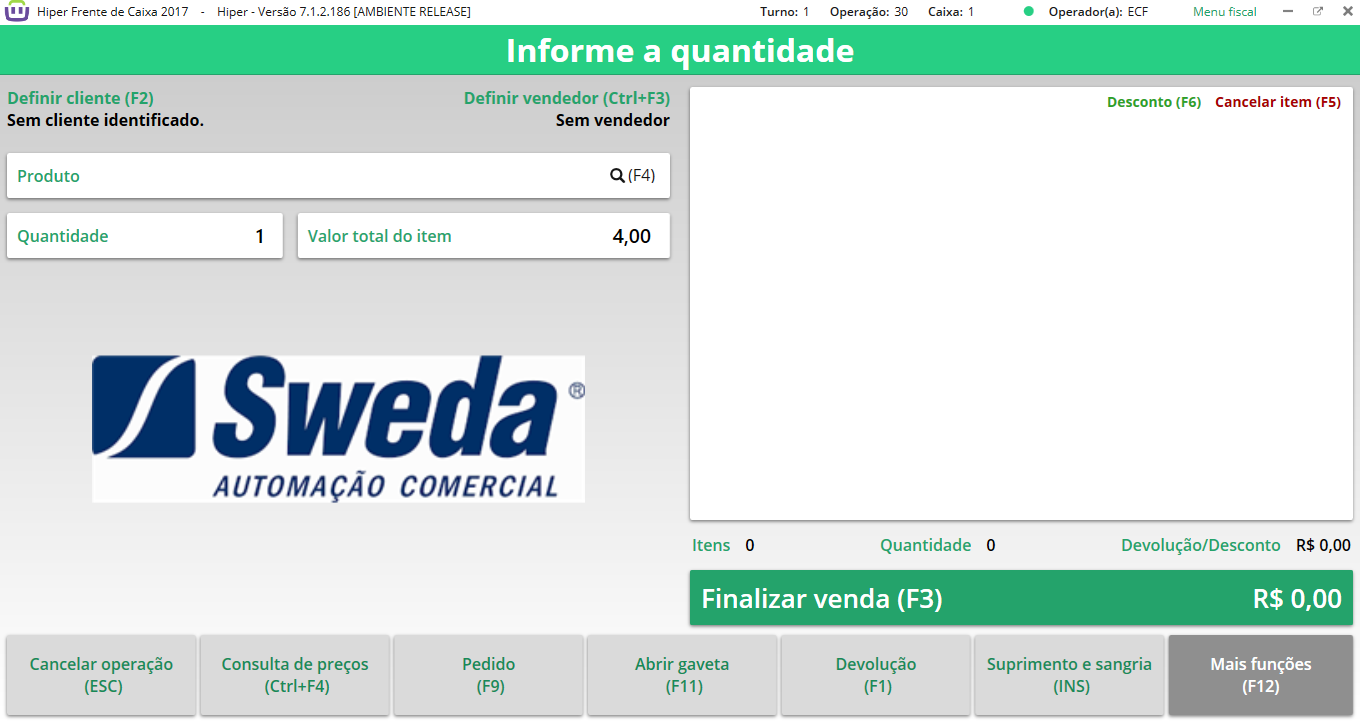 Hiper Frente de Caixa 2017 - Hiper - Versão 7.1.2.186 [AMBIENTE RELEASE] Turno: 1 Operação: 30 Caixa: 1 Operador(a): ECF Menu fiscal
Informe a quantidade
Definir cliente (F2) Definir vendedor (Ctrl+F3)
Sem cliente identificado. Sem vendedor
Produto (F4)
Quantidade 1 Valor total do item 4,00
Sweda ®
AUTOMAÇÃO COMERCIAL
Desconto (F6) Cancelar item (F5)
Itens 0 Quantidade 0 Devolução/Desconto R$ 0,00
Finalizar venda (F3) R$ 0,00
Cancelar operação
(ESC)
Consulta de preços
(Ctrl+F4)
Pedido
(F9)
Abrir gaveta
(F11)
Devolução
(F1)
Suprimento e sangria
(INS)
Mais funções
(F12)